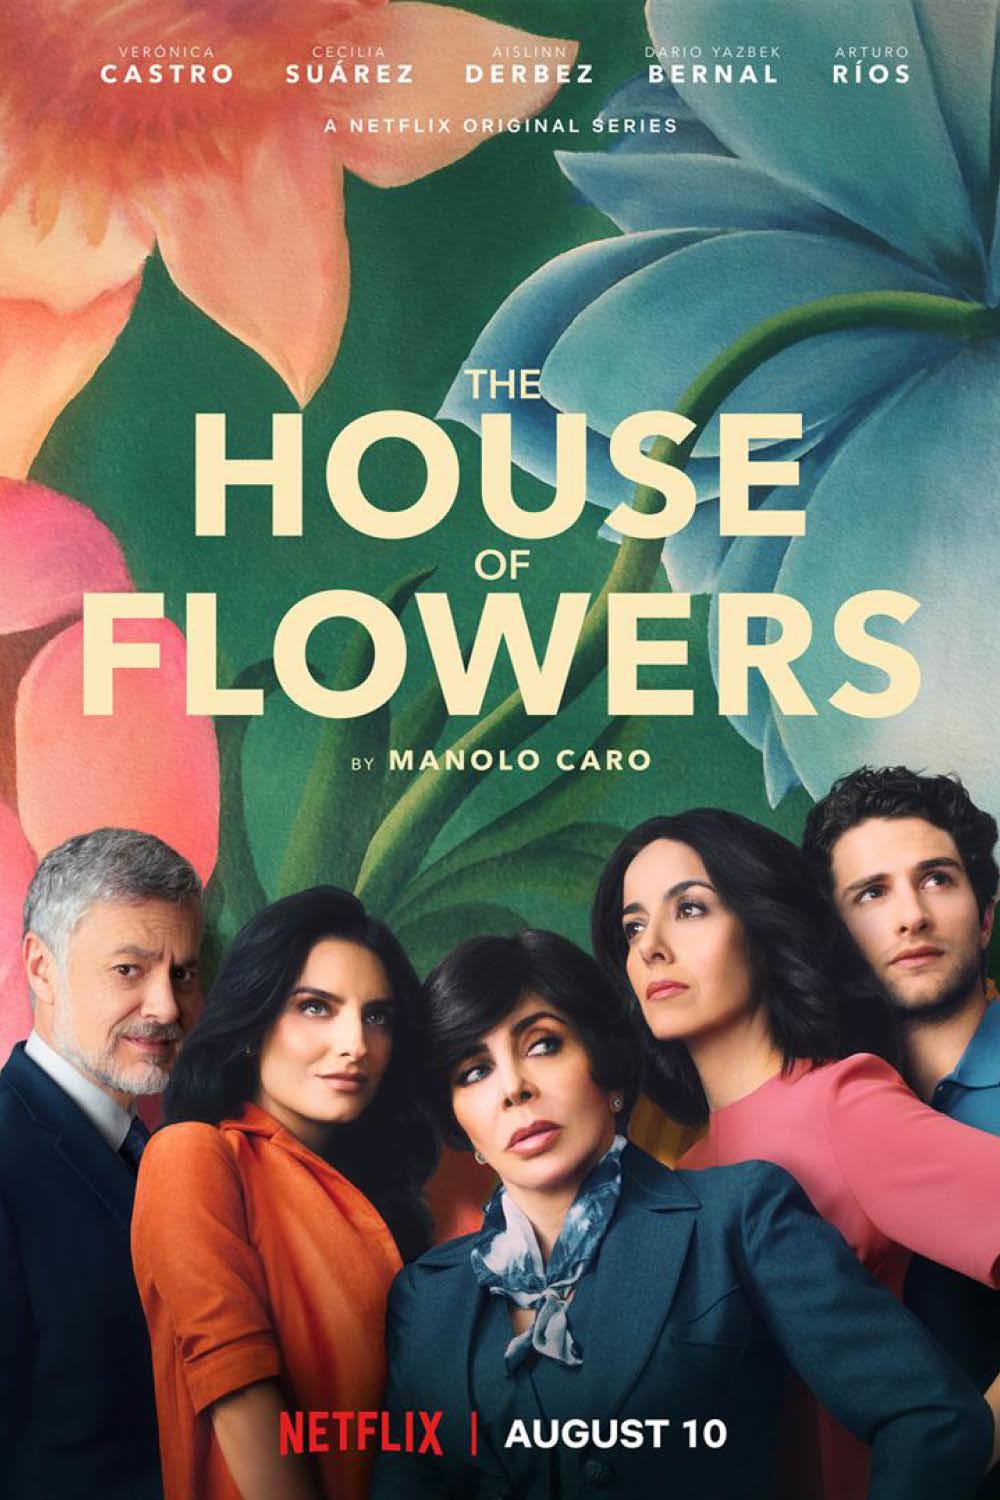 VERÓNICA CASTRO
CECILIA SUÁREZ
AISLINN DERBEZ
DARIO YAZBEK BERNAL
ARTURO RÍOS
A NETFLIX ORIGINAL SERIES
THE
HOUSE
OF
FLOWERS
BY MANOLO CARO
NETFLIX | AUGUST 10